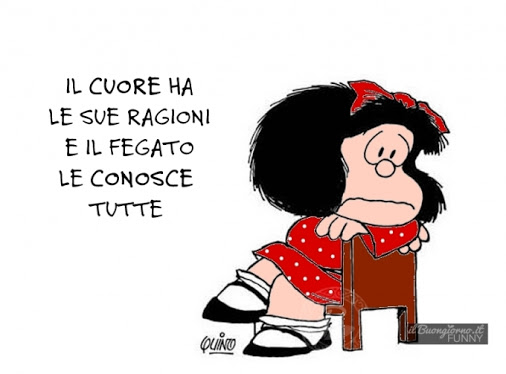 IL CUORE HA
LE SUE RAGIONI
E IL FEGATO
LE CONOSCE
TUTTE
QUINO
ilBuongiorno.it
FUNNY